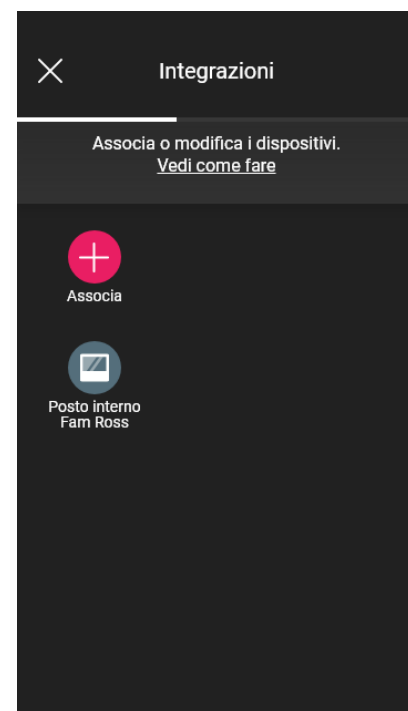 Integrazioni
Associa o modifica i dispositivi.
Vedi come fare
Associa
Posto interno
Fam Ross